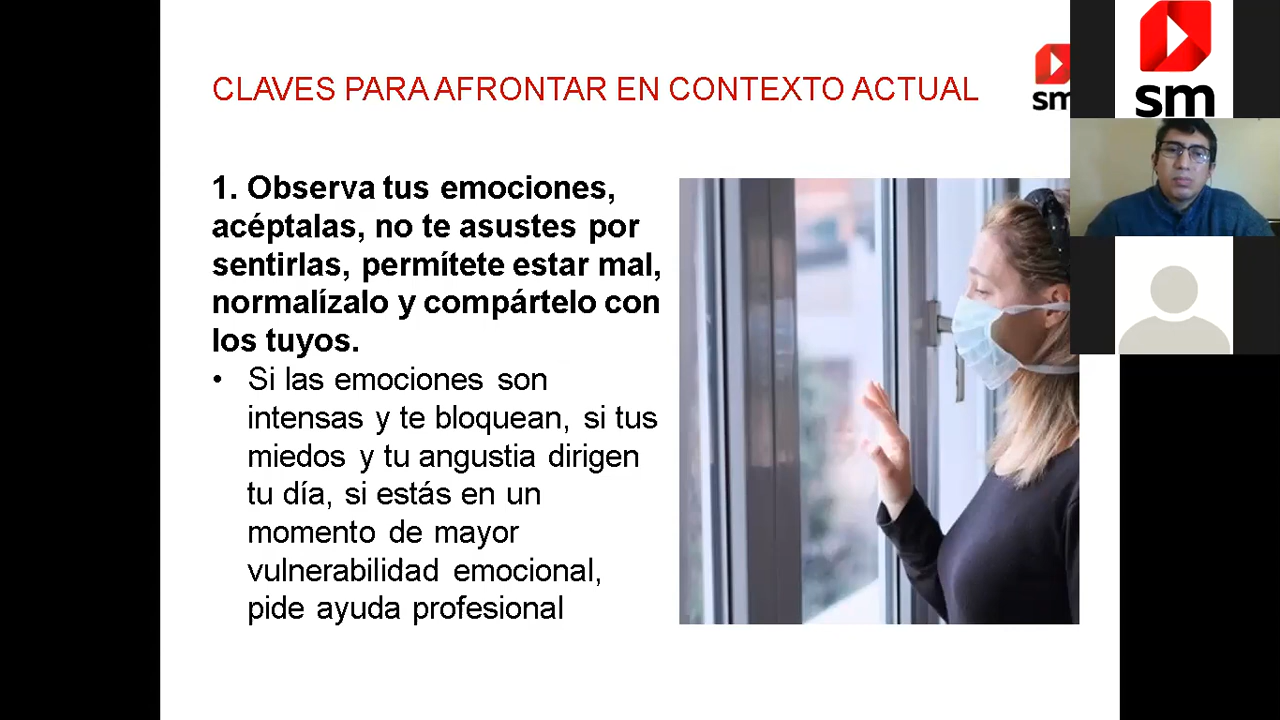 CLAVES PARA AFRONTAR EN CONTEXTO ACTUAL
sm
sm
1. Observa tus emociones,
acéptalas, no te asustes por
sentirlas, permítete estar mal,
normalízalo y compártelo con
los tuyos.
• Si las emociones son
intensas y te bloquean, si tus
miedos y tu angustia dirigen
tu día, si estás en un
momento de mayor
vulnerabilidad emocional,
pide ayuda profesional